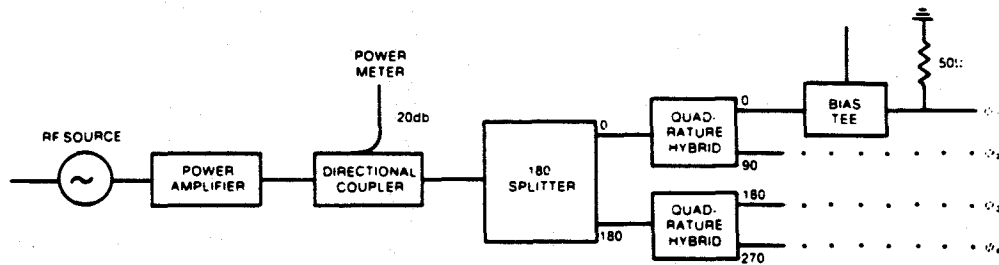 POWER
METER
20db
RF SOURCE
POWER
AMPLIFIER
DIRECTIONAL
COUPLER
180
SPLITTER
0
180
QUAD-
RATURE
HYBRID
0
90
QUAD-
RATURE
HYBRID
180
270
BIAS
TEE
50Ω